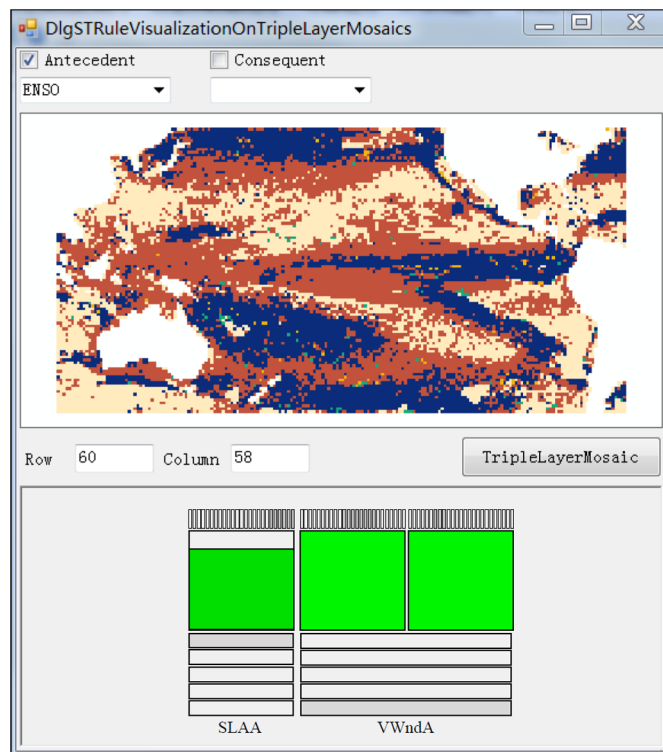 DlgSTRuleVisualizationOnTripleLayerMosaics
Antecedent Consequent
ENSO
Row 60 Column 58 TripleLayerMosaic
SLAA VWndA